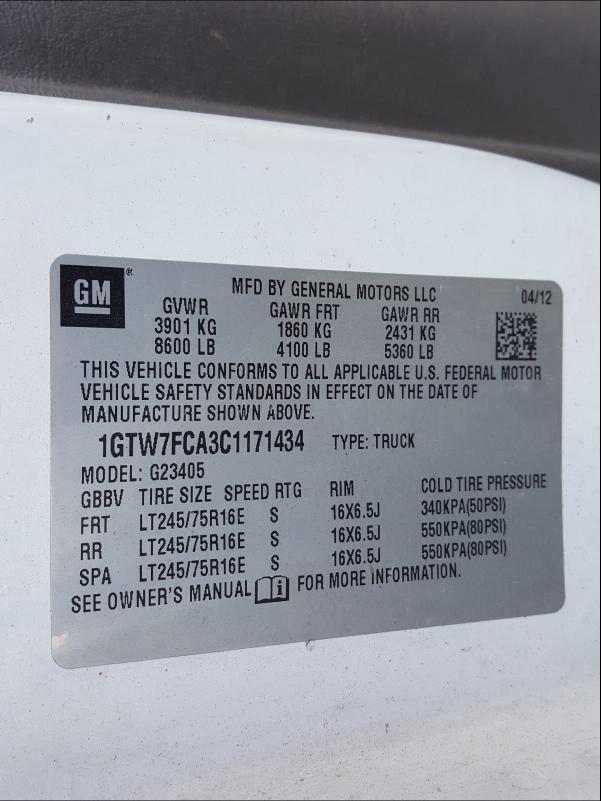 GM ®
MFD BY GENERAL MOTORS LLC 04/12
GVWR GAWR FRT GAWR RR
3901 KG 1860 KG 2431 KG
8600 LB 4100 LB 5360 LB
THIS VEHICLE CONFORMS TO ALL APPLICABLE U.S. FEDERAL MOTOR
VEHICLE SAFETY STANDARDS IN EFFECT ON THE DATE OF
MANUFACTURE SHOWN ABOVE.
1GTW7FCA3C1171434 TYPE: TRUCK
MODEL: G23405
GBBV TIRE SIZE SPEED RTG RIM COLD TIRE PRESSURE
FRT LT245/75R16E S 16X6.5J 340KPA(50PSI)
RR LT245/75R16E S 16X6.5J 550KPA(80PSI)
SPA LT245/75R16E S 16X6.5J 550KPA(80PSI)
SEE OWNER'S MANUAL i FOR MORE INFORMATION.